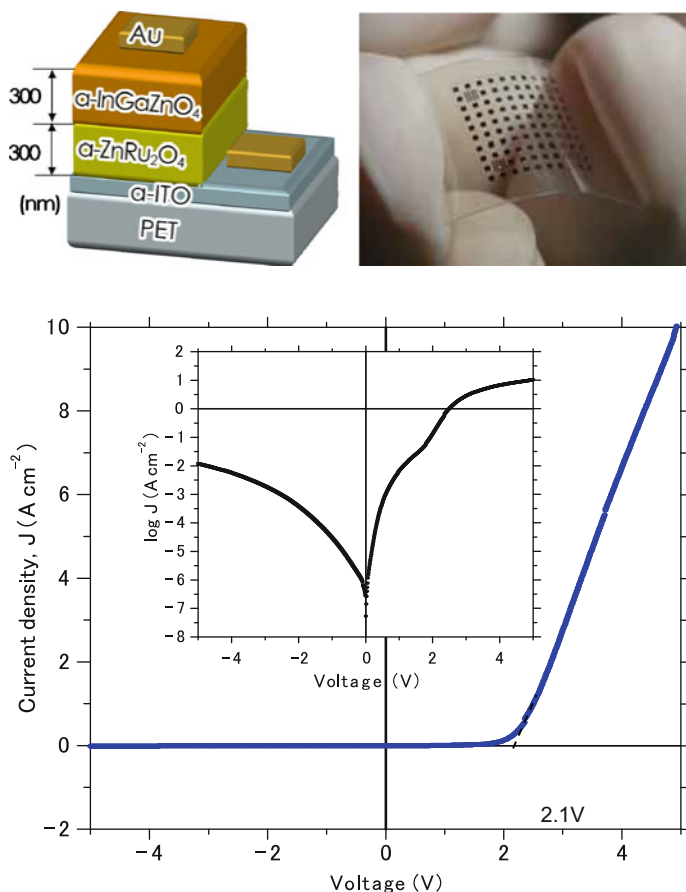 Au
300
a-InGaZnO₄
300
a-ZnRu₂O₄
(nm)
a-ITO
PET
10
8
6
4
2
0
−2
Current density, J (A cm⁻²)
2
1
0
−1
−2
−3
−4
−5
−6
−7
−8
log J (A cm⁻²)
−4 −2 0 2 4
Voltage (V)
2.1V
−4 −2 0 2 4
Voltage (V)